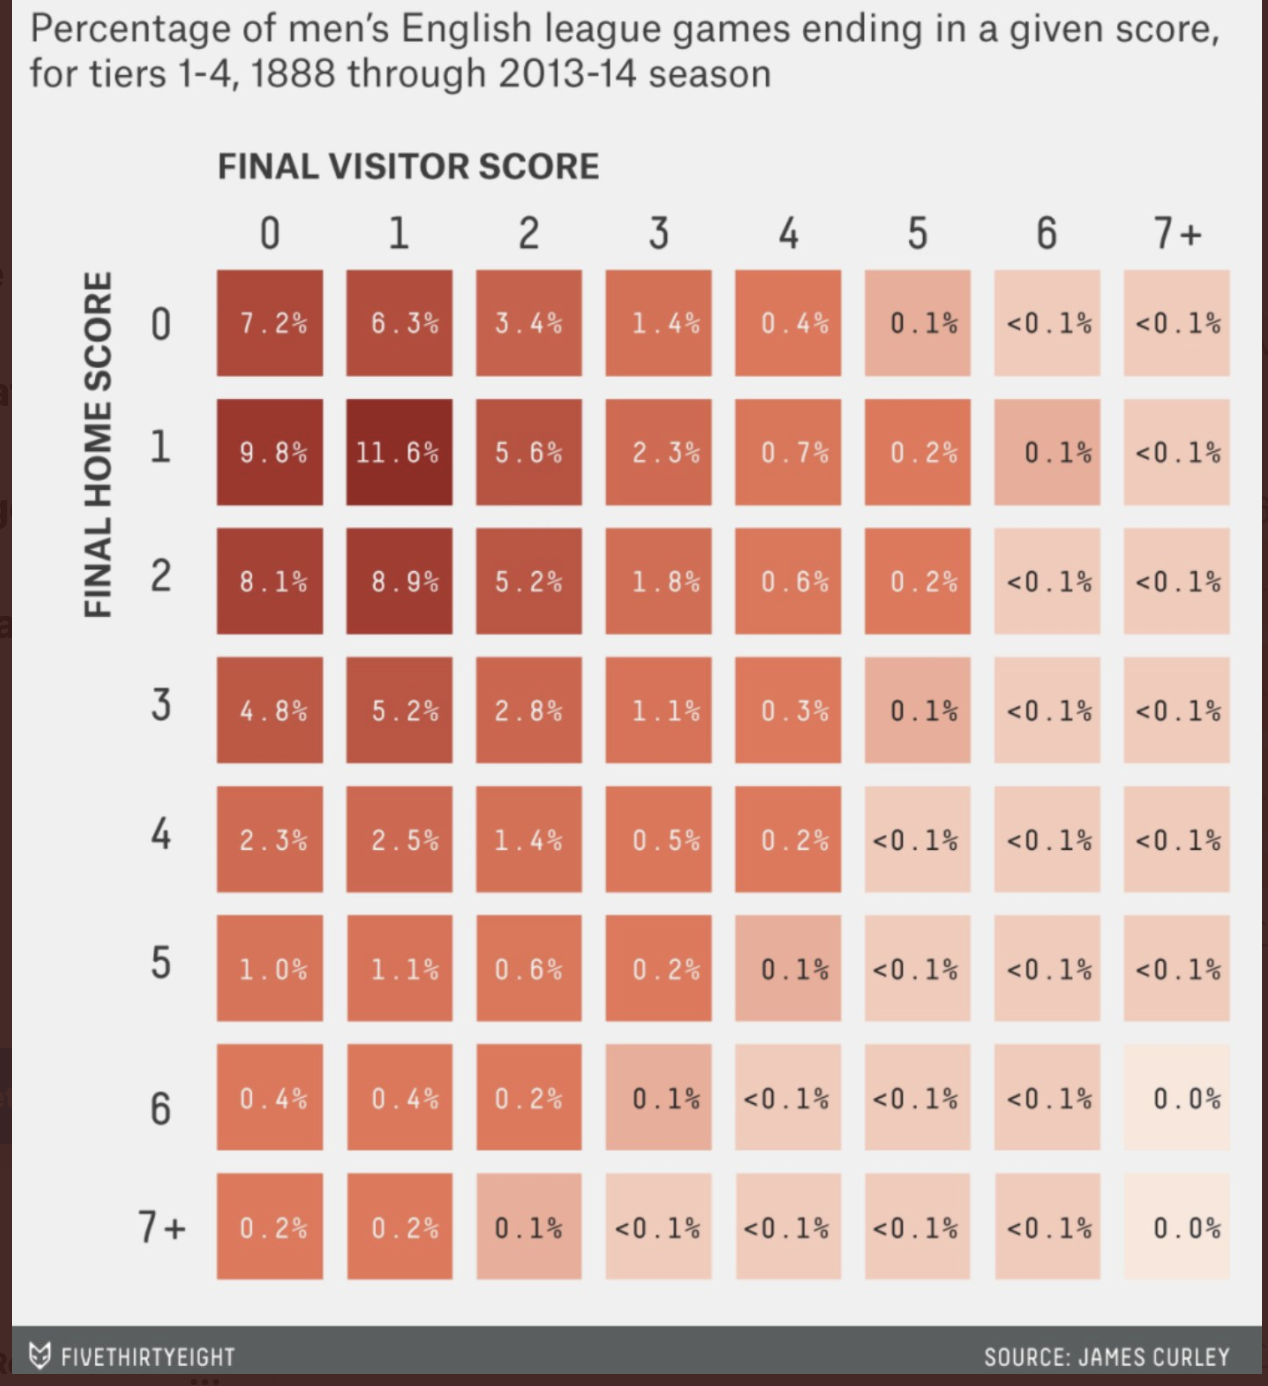 Percentage of men's English league games ending in a given score,
for tiers 1-4, 1888 through 2013-14 season
FINAL VISITOR SCORE
0 1 2 3 4 5 6 7+
FINAL HOME SCORE
0 7.2% 6.3% 3.4% 1.4% 0.4% 0.1% <0.1% <0.1%
1 9.8% 11.6% 5.6% 2.3% 0.7% 0.2% 0.1% <0.1%
2 8.1% 8.9% 5.2% 1.8% 0.6% 0.2% <0.1% <0.1%
3 4.8% 5.2% 2.8% 1.1% 0.3% 0.1% <0.1% <0.1%
4 2.3% 2.5% 1.4% 0.5% 0.2% <0.1% <0.1% <0.1%
5 1.0% 1.1% 0.6% 0.2% 0.1% <0.1% <0.1% <0.1%
6 0.4% 0.4% 0.2% 0.1% <0.1% <0.1% <0.1% 0.0%
7+ 0.2% 0.2% 0.1% <0.1% <0.1% <0.1% <0.1% 0.0%
FIVETHIRTYEIGHT
SOURCE: JAMES CURLEY